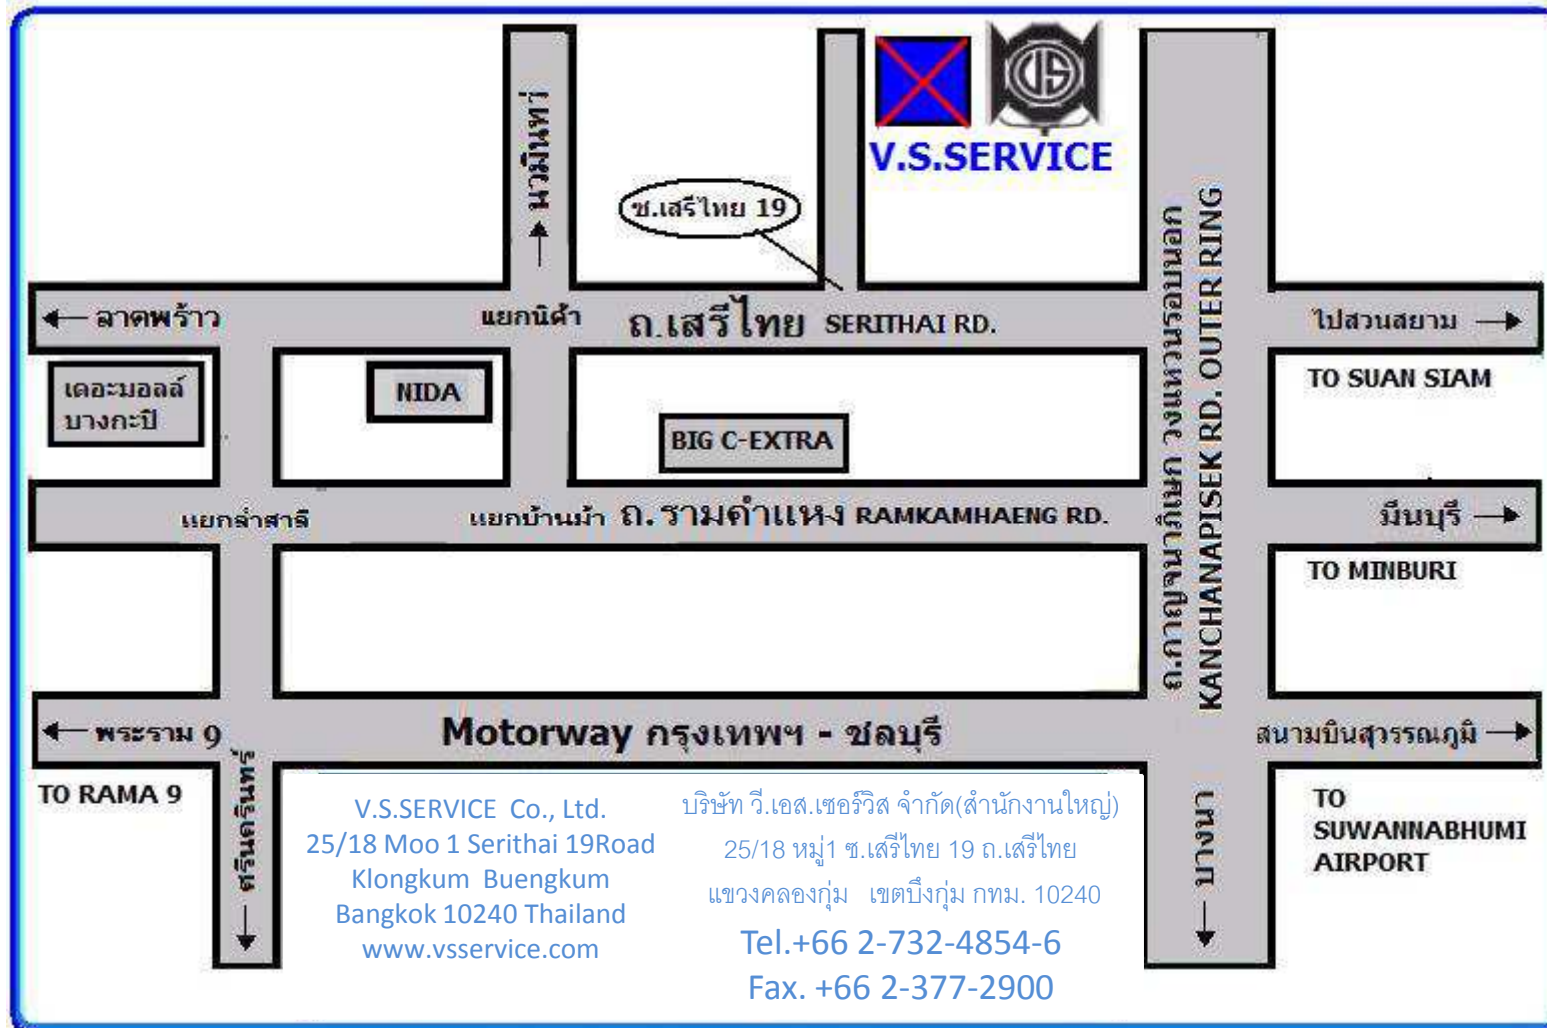 V.S.SERVICE
นวมินทร์
ซ.เสรีไทย 19
ลาดพร้าว
แยกนิด้า
ถ.เสรีไทย SERITHAI RD.
ไปสวนสยาม
TO SUAN SIAM
เดอะมอลล์
บางกะปิ
NIDA
BIG C-EXTRA
ถ.กาญจนาภิเษก วงแหวนรอบนอก
KANCHANAPISEK RD. OUTER RING
แยกลำสาลี
แยกบ้านม้า
ถ.รามคำแหง RAMKAMHAENG RD.
มีนบุรี
TO MINBURI
พระราม 9
Motorway กรุงเทพฯ - ชลบุรี
สนามบินสุวรรณภูมิ
TO RAMA 9
ศรีนครินทร์
บางนา
TO
SUWANNABHUMI
AIRPORT
V.S.SERVICE Co., Ltd.
25/18 Moo 1 Serithai 19Road
Klongkum Buengkum
Bangkok 10240 Thailand
www.vsservice.com
บริษัท วี.เอส.เซอร์วิส จำกัด(สำนักงานใหญ่)
25/18 หมู่1 ซ.เสรีไทย 19 ถ.เสรีไทย
แขวงคลองกุ่ม เขตบึงกุ่ม กทม. 10240
Tel.+66 2-732-4854-6
Fax. +66 2-377-2900